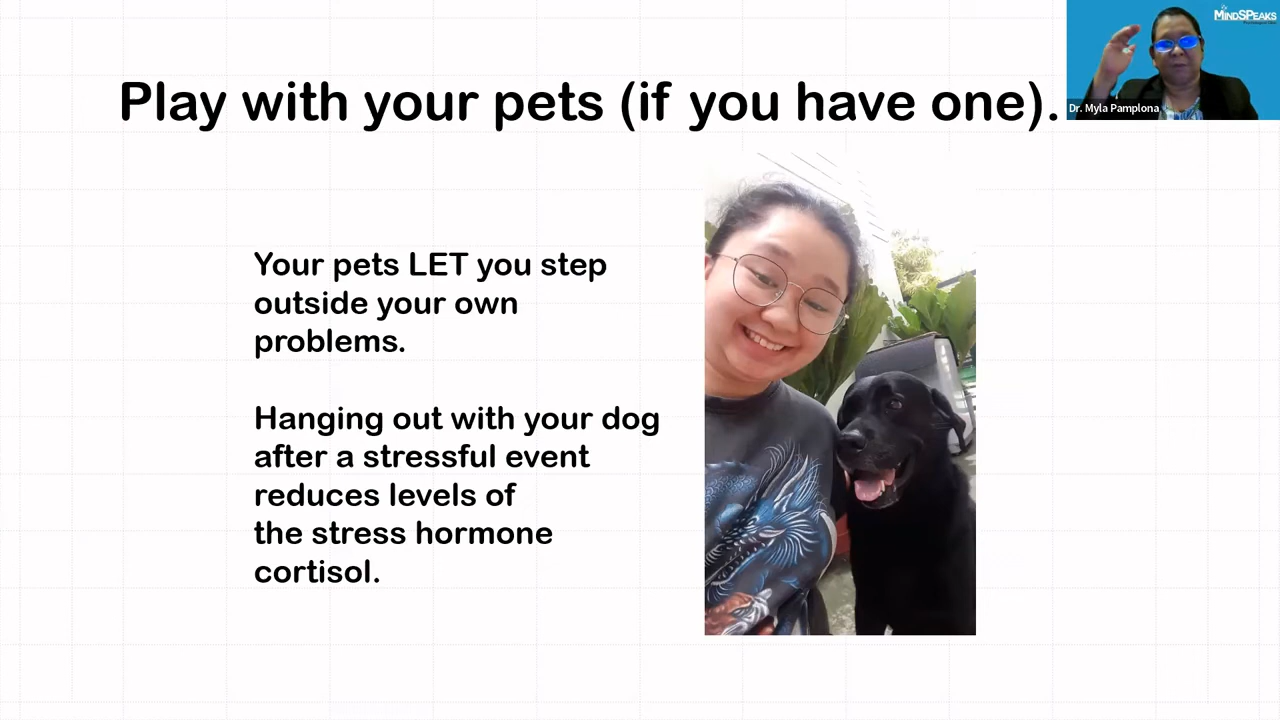 Play with your pets (if you have one).
MINDSPEAKS
Dr. Myla Pamplona
Your pets LET you step
outside your own
problems.
Hanging out with your dog
after a stressful event
reduces levels of
the stress hormone
cortisol.